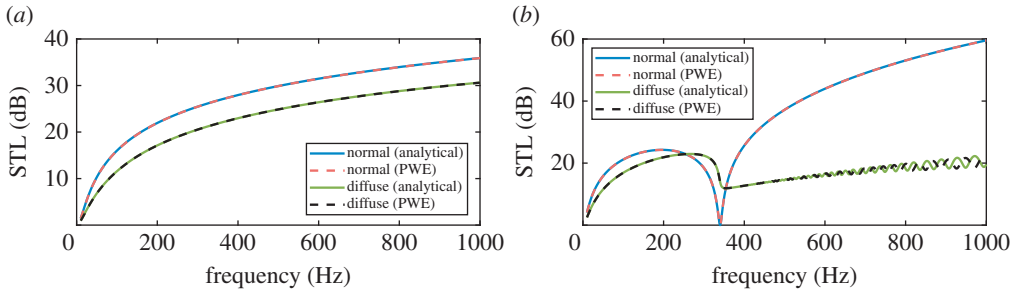 (a)
40
30
20
10
STL (dB)
normal (analytical)
normal (PWE)
diffuse (analytical)
diffuse (PWE)
0 200 400 600 800 1000
frequency (Hz)
(b)
60
40
20
STL (dB)
normal (analytical)
normal (PWE)
diffuse (analytical)
diffuse (PWE)
0 200 400 600 800 1000
frequency (Hz)